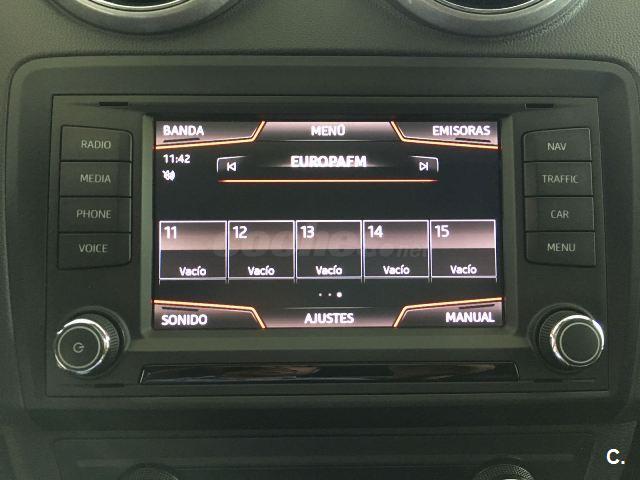 BANDA
MENÚ
EMISORAS
RADIO
MEDIA
PHONE
VOICE
11:42
EUROPAFM
11
12
13
14
15
Vacío
Vacío
Vacío
Vacío
Vacío
SONIDO
AJUSTES
MANUAL
NAV
TRAFFIC
CAR
MENU
C.